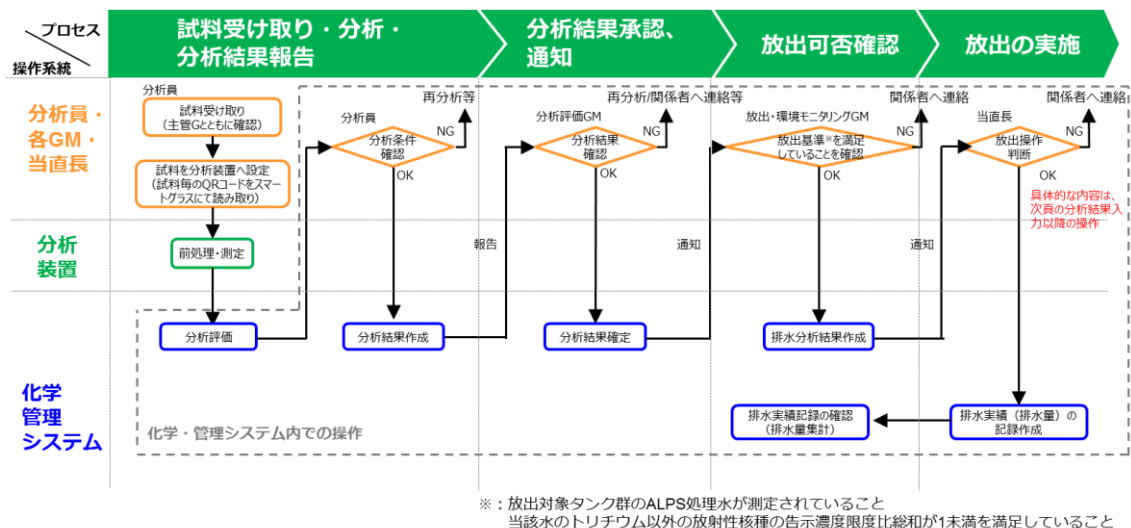 プロセス
操作系統
試料受け取り・分析・
分析結果報告
分析結果承認、
通知
放出可否確認
放出の実施
分析員・
各GM・
当直長
分析員
試料受け取り
（主管Gとともに確認）
試料を分析装置へ設定
（試料毎のQRコードをスマー
トグラスにて読み取り）
分析員
分析条件
確認
NG
再分析等
OK
分析評価GM
分析結果
確認
NG
再分析/関係者へ連絡等
OK
放出・環境モニタリングGM
放出基準※を満足
していることを確認
NG
関係者へ連絡
OK
当直長
放出操作
判断
NG
関係者へ連絡
OK
具体的な内容は、
次頁の分析結果入
力以降の操作
分析
装置
前処理・測定
報告
通知
通知
化学
管理
システム
分析評価
分析結果作成
分析結果確定
排水分析結果作成
排水実績記録の確認
（排水量集計）
排水実績（排水量）の
記録作成
化学・管理システム内での操作
※：放出対象タンク群のALPS処理水が測定されていること
当該水のトリチウム以外の放射性核種の告示濃度限度比総和が1未満を満足していること